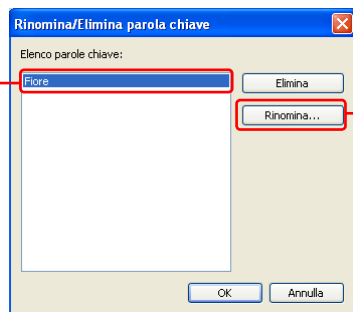 Rinomina/Elimina parola chiave
Elenco parole chiave:
Fiore
Elimina
Rinomina...
OK
Annulla